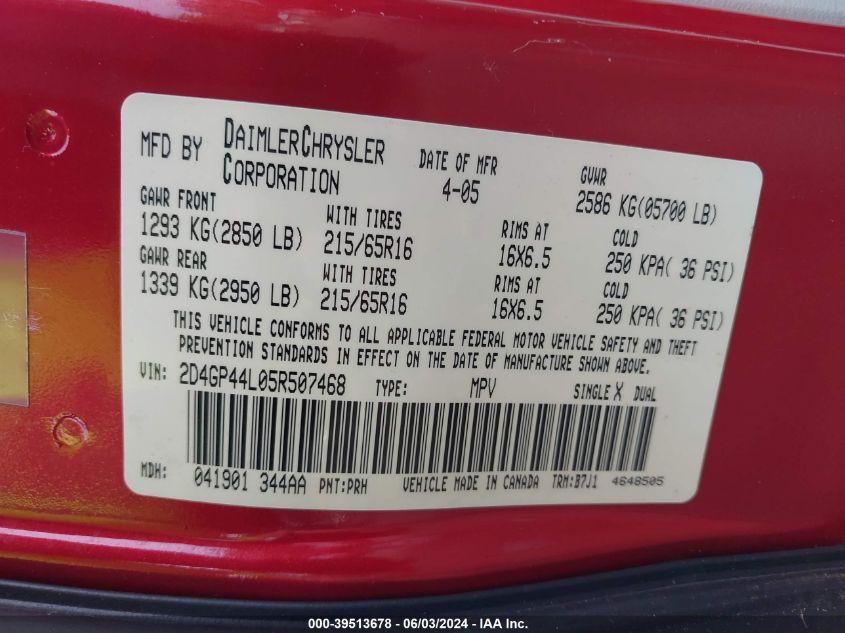 MFD BY DAIMLERCHRYSLER CORPORATION DATE OF MFR 4-05 GVWR 2586 KG(05700 LB)
GAWR FRONT WITH TIRES RIMS AT COLD
1293 KG(2850 LB) 215/65R16 16X6.5 250 KPA( 36 PSI)
GAWR REAR WITH TIRES RIMS AT COLD
1339 KG(2950 LB) 215/65R16 16X6.5 250 KPA( 36 PSI)
THIS VEHICLE CONFORMS TO ALL APPLICABLE FEDERAL MOTOR VEHICLE SAFETY AND THEFT
PREVENTION STANDARDS IN EFFECT ON THE DATE OF MANUFACTURE SHOWN ABOVE.
VIN: 2D4GP44L05R507468 TYPE: MPV SINGLE X DUAL
MDH: 041901 344AA PNT:PRH VEHICLE MADE IN CANADA TRM:B7J1 4648505
000-39513678 - 06/03/2024 - IAA Inc.